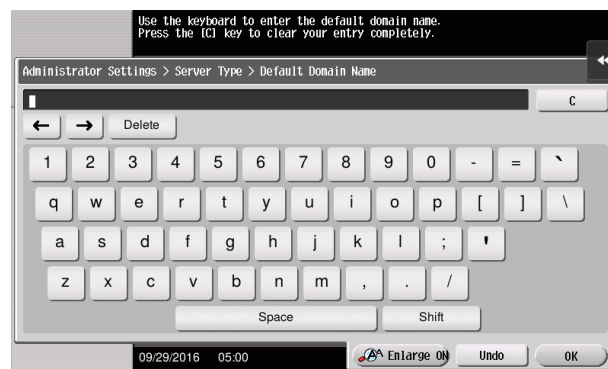 Use the keyboard to enter the default domain name.
Press the [C] key to clear your entry completely.
Administrator Settings > Server Type > Default Domain Name
C
← → Delete
1 2 3 4 5 6 7 8 9 0 - = `
q w e r t y u i o p [ ] \
a s d f g h j k l ; '
z x c v b n m , . /
Space Shift
09/29/2016 05:00 AA Enlarge ON Undo OK